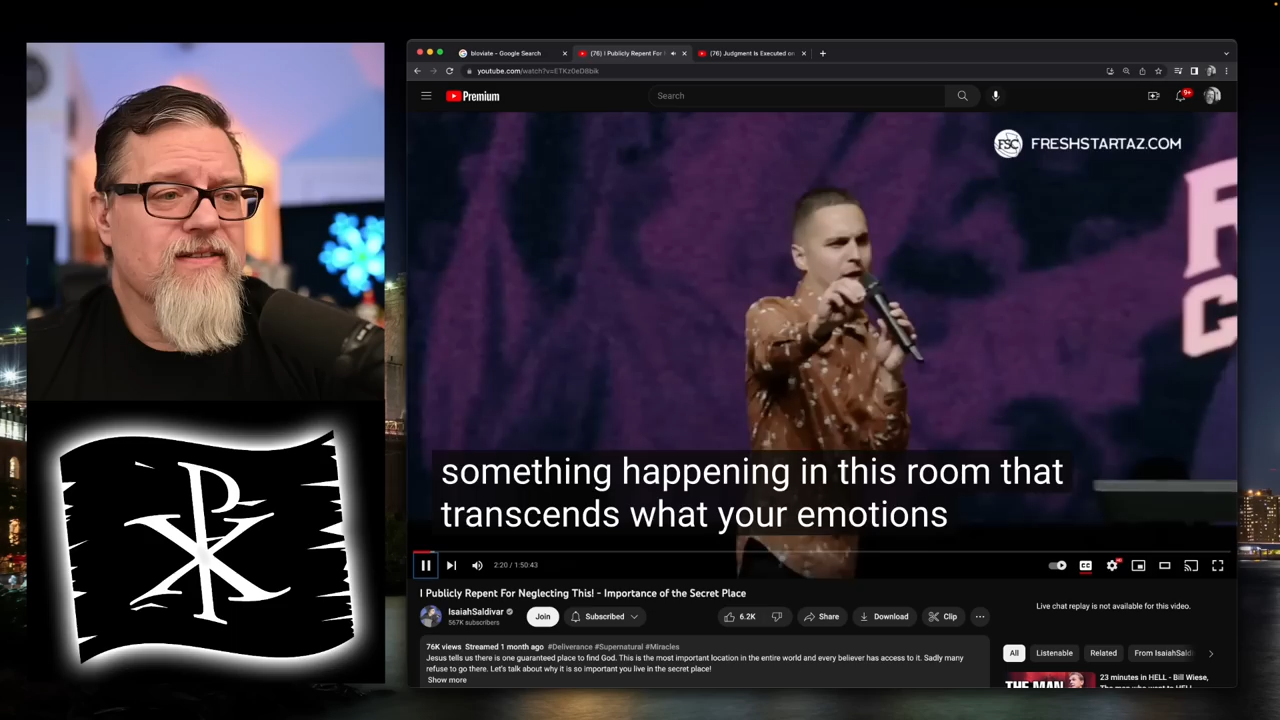 bloviate - Google Search
(76) I Publicly Repent For
(76) Judgment Is Executed on
youtube.com/watch?v=ETKz0eDBbik
Premium
Search
9+
FSC
FRESHSTARTAZ.COM
F
C
something happening in this room that
transcends what your emotions
2:20 / 1:50:43
I Publicly Repent For Neglecting This! - Importance of the Secret Place
IsaiahSaldivar
567K subscribers
Join
Subscribed
6.2K
Share
Download
Clip
Live chat replay is not available for this video.
76K views Streamed 1 month ago #Deliverance #Supernatural #Miracles
Jesus tells us there is one guaranteed place to find God. This is the most important location in the entire world and every believer has access to it. Sadly many
refuse to go there. Let's talk about why it is so important you live in the secret place!
Show more
All
Listenable
Related
From IsaiahSaldi
THE MAN
23 minutes in HELL - Bill Wiese,